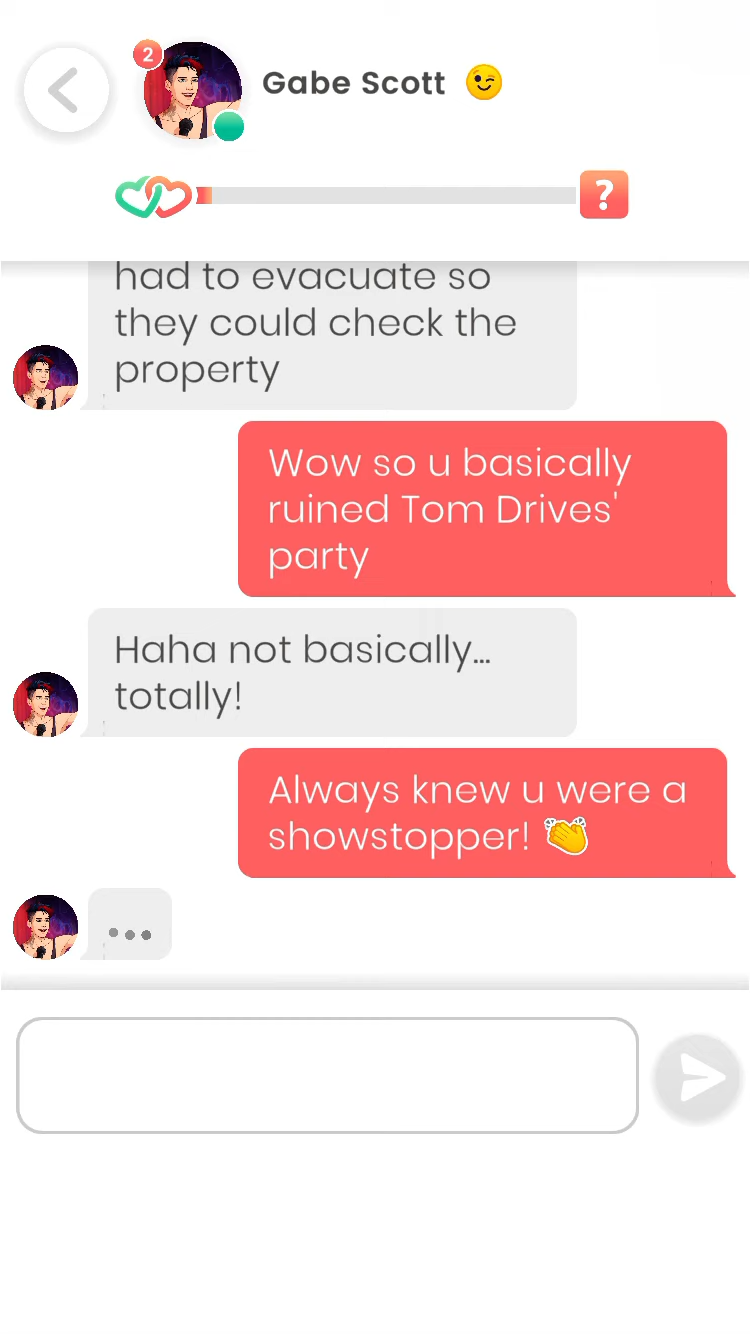 2
Gabe Scott 😉
?
had to evacuate so
they could check the
property
Wow so u basically
ruined Tom Drives'
party
Haha not basically...
totally!
Always knew u were a
showstopper! 👏
...